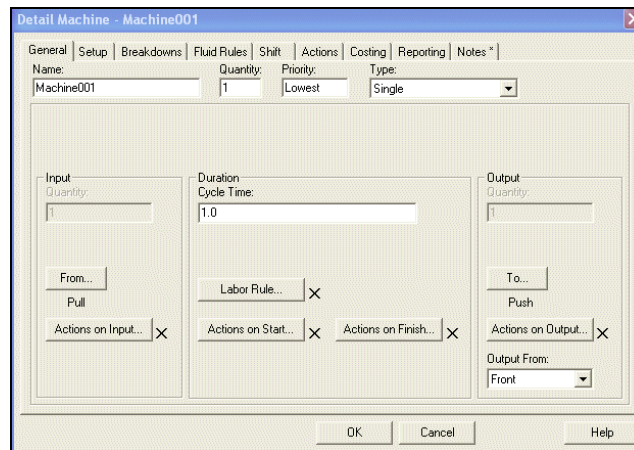 Detail Machine - Machine001
General Setup Breakdowns Fluid Rules Shift Actions Costing Reporting Notes *
Name: Quantity: Priority: Type:
Machine001 1 Lowest Single
Input Duration Output
Quantity: Cycle Time: Quantity:
1 1.0 1
From... Labor Rule... To...
Pull Push
Actions on Input... Actions on Start... Actions on Finish... Actions on Output...
Output From:
Front
OK Cancel Help